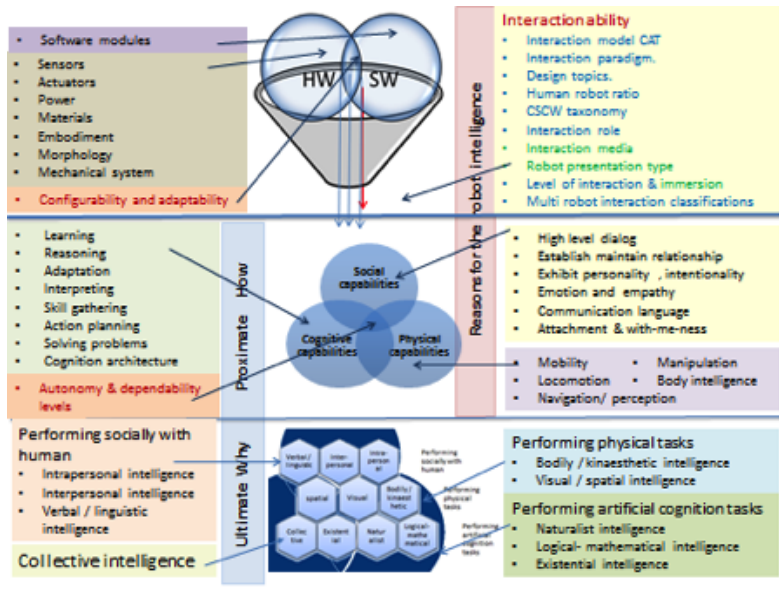 Software modules
Sensors
Actuators
Power
Materials
Embodiment
Morphology
Mechanical system
Configurability and adaptability
HW
SW
Reasons for the robot intelligence
Interaction ability
Interaction model CAT
Interaction paradigm.
Design topics.
Human robot ratio
CSCW taxonomy
Interaction role
Interaction media
Robot presentation type
Level of interaction & immersion
Multi robot interaction classifications
Learning
Reasoning
Adaptation
Interpreting
Skill gathering
Action planning
Solving problems
Cognition architecture
Autonomy & dependability
levels
Proximate How
Social
capabilities
Cognitive
capabilities
Physical
capabilities
High level dialog
Establish maintain relationship
Exhibit personality , intentionality
Emotion and empathy
Communication language
Attachment & with-me-ness
Mobility
Manipulation
Locomotion
Body intelligence
Navigation/ perception
Performing socially with
human
Intrapersonal intelligence
Interpersonal intelligence
Verbal / linguistic
intelligence
Collective intelligence
Ultimate Why
Verbal /
linguistic
Inter-
personal
Intra-
person
al
spatial
Visual
Bodily /
kinaest
hetic
Collec
tive
Existent
ial
Natur
alist
Logical-
mathe
matical
Performing
socially with
human
Performing
physical
tasks
Performing
artificial
cognition
tasks
Performing physical tasks
Bodily / kinaesthetic intelligence
Visual / spatial intelligence
Performing artificial cognition tasks
Naturalist intelligence
Logical- mathematical intelligence
Existential intelligence